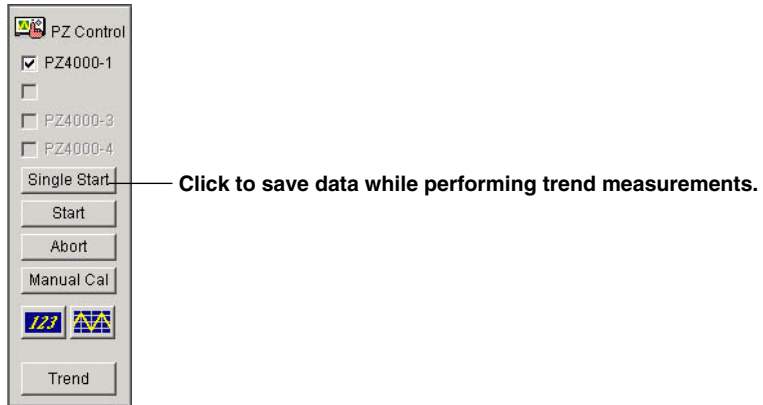 PZ Control
PZ4000-1
PZ4000-3
PZ4000-4
Single Start
Click to save data while performing trend measurements.
Start
Abort
Manual Cal
123
Trend